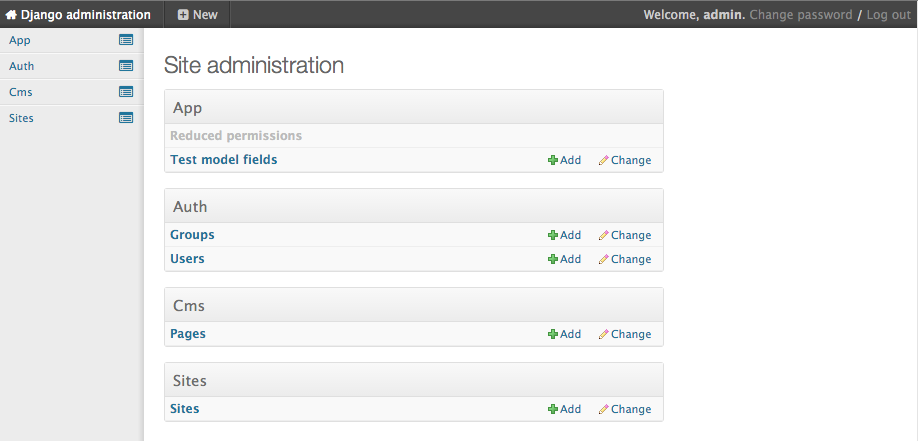 Django administration New Welcome, admin. Change password / Log out
App
Auth
Cms
Sites
Site administration
App
Reduced permissions
Test model fields Add Change
Auth
Groups Add Change
Users Add Change
Cms
Pages Add Change
Sites
Sites Add Change